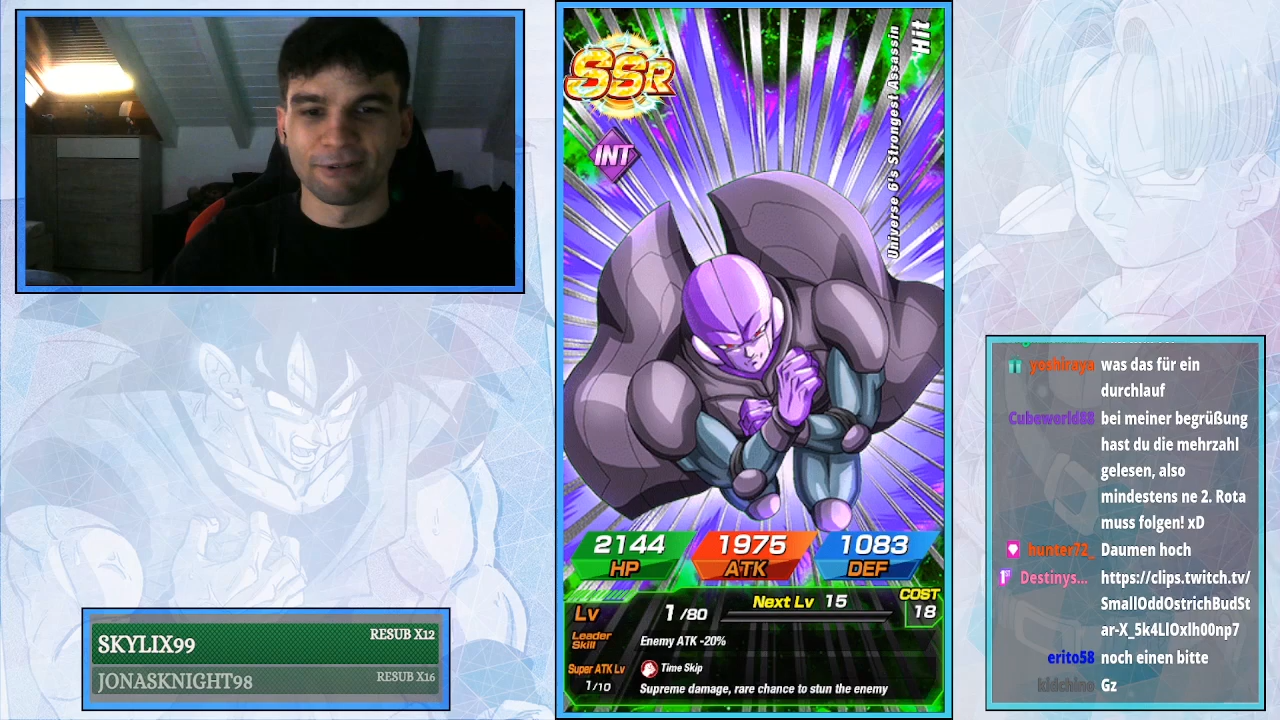 SSR
INT
Universe 6's Strongest Assassin
Hit
2144
HP
1975
ATK
1083
DEF
Lv 1/80
Next Lv 15
COST
18
Leader Skill
Enemy ATK -20%
Super ATK Lv
1/10
Time Skip
Supreme damage, rare chance to stun the enemy
SKYLIX99 RESUB X12
JONASKNIGHT98 RESUB X16
yoshiraya was das für ein
durchlauf
Cubeworld88 bei meiner begrüßung
hast du die mehrzahl
gelesen, also
mindestens ne 2. Rota
muss folgen! xD
hunter72_ Daumen hoch
Destinys... https://clips.twitch.tv/
SmallOddOstrichBudSt
ar-X_5k4LlOxlh00np7
erito58 noch einen bitte
kidchino Gz